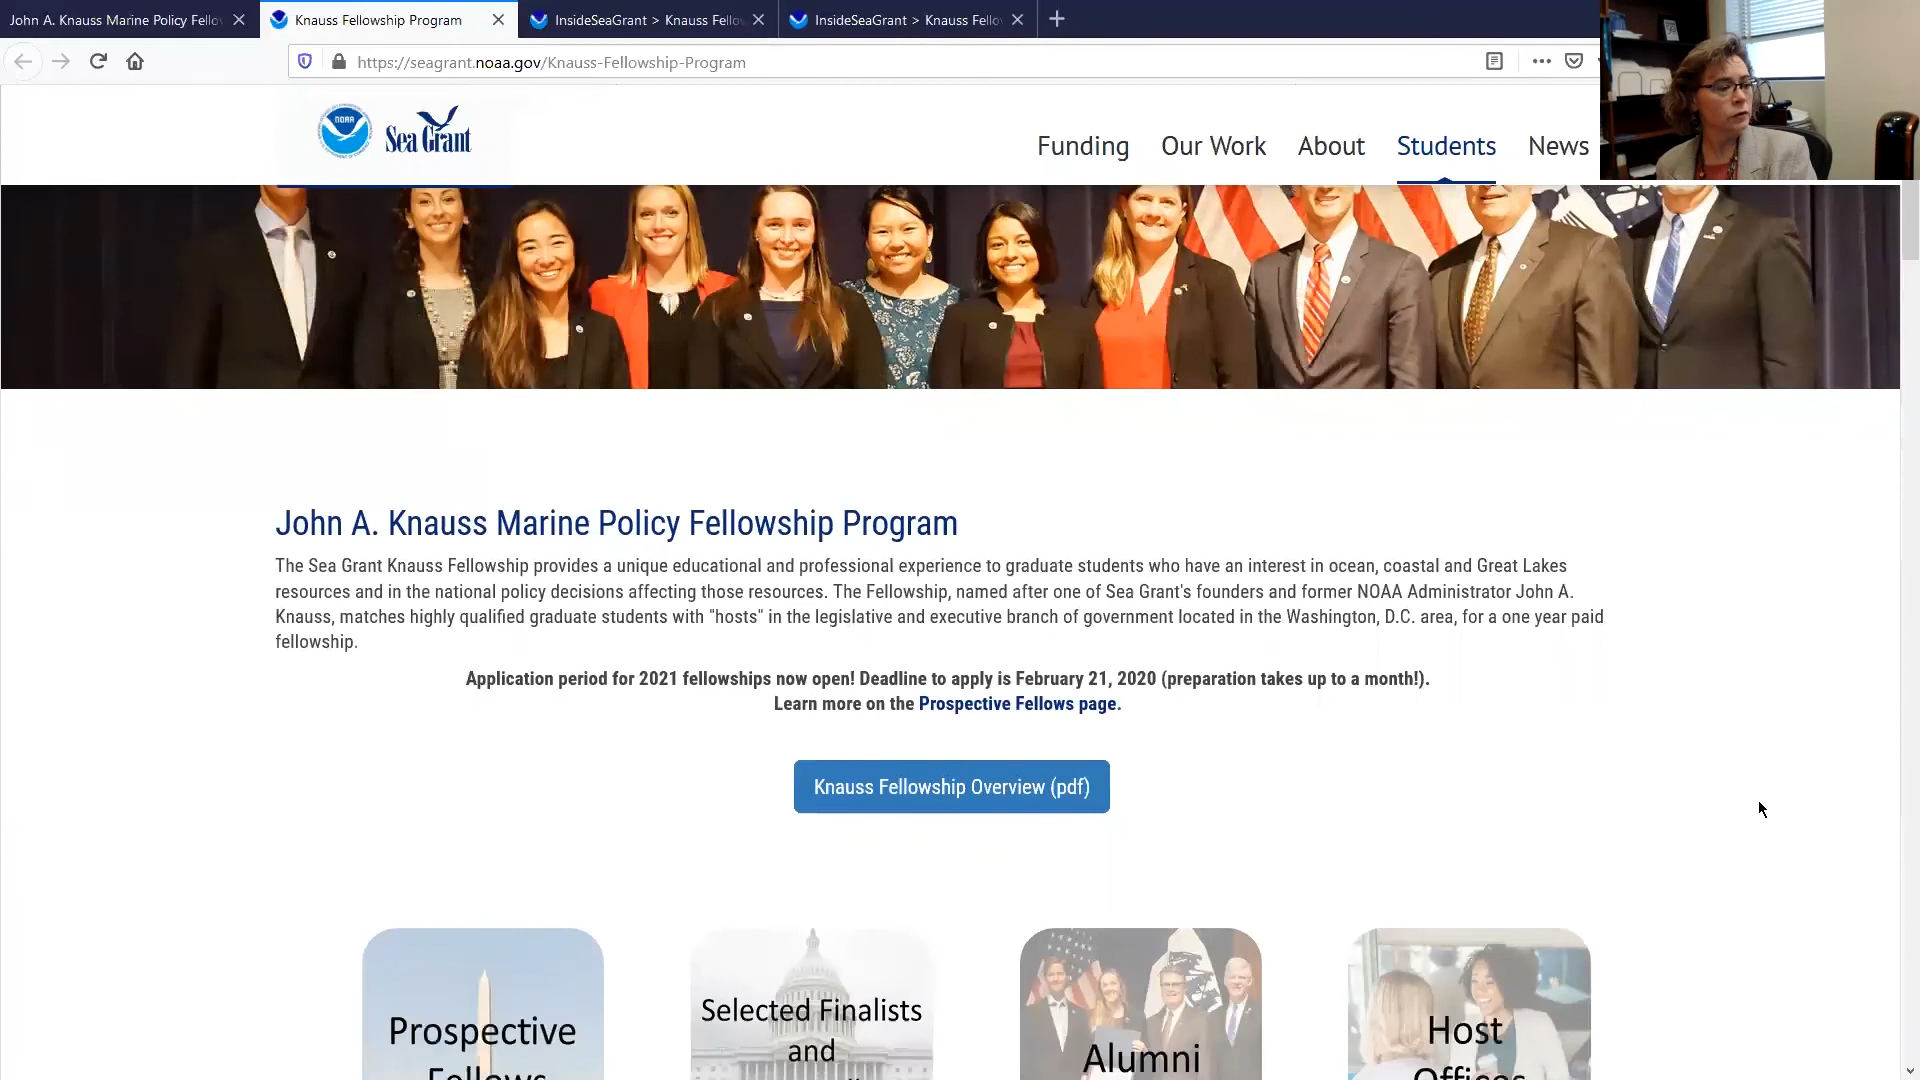 John A. Knauss Marine Policy Fello
Knauss Fellowship Program
InsideSeaGrant > Knauss Fello
InsideSeaGrant > Knauss Fello
https://seagrant.noaa.gov/Knauss-Fellowship-Program
NOAA
Sea Grant
Funding
Our Work
About
Students
News
John A. Knauss Marine Policy Fellowship Program
The Sea Grant Knauss Fellowship provides a unique educational and professional experience to graduate students who have an interest in ocean, coastal and Great Lakes
resources and in the national policy decisions affecting those resources. The Fellowship, named after one of Sea Grant's founders and former NOAA Administrator John A.
Knauss, matches highly qualified graduate students with "hosts" in the legislative and executive branch of government located in the Washington, D.C. area, for a one year paid
fellowship.
Application period for 2021 fellowships now open! Deadline to apply is February 21, 2020 (preparation takes up to a month!).
Learn more on the Prospective Fellows page.
Knauss Fellowship Overview (pdf)
Prospective
Fellows
Selected Finalists
and
Alumni
Host
Offices